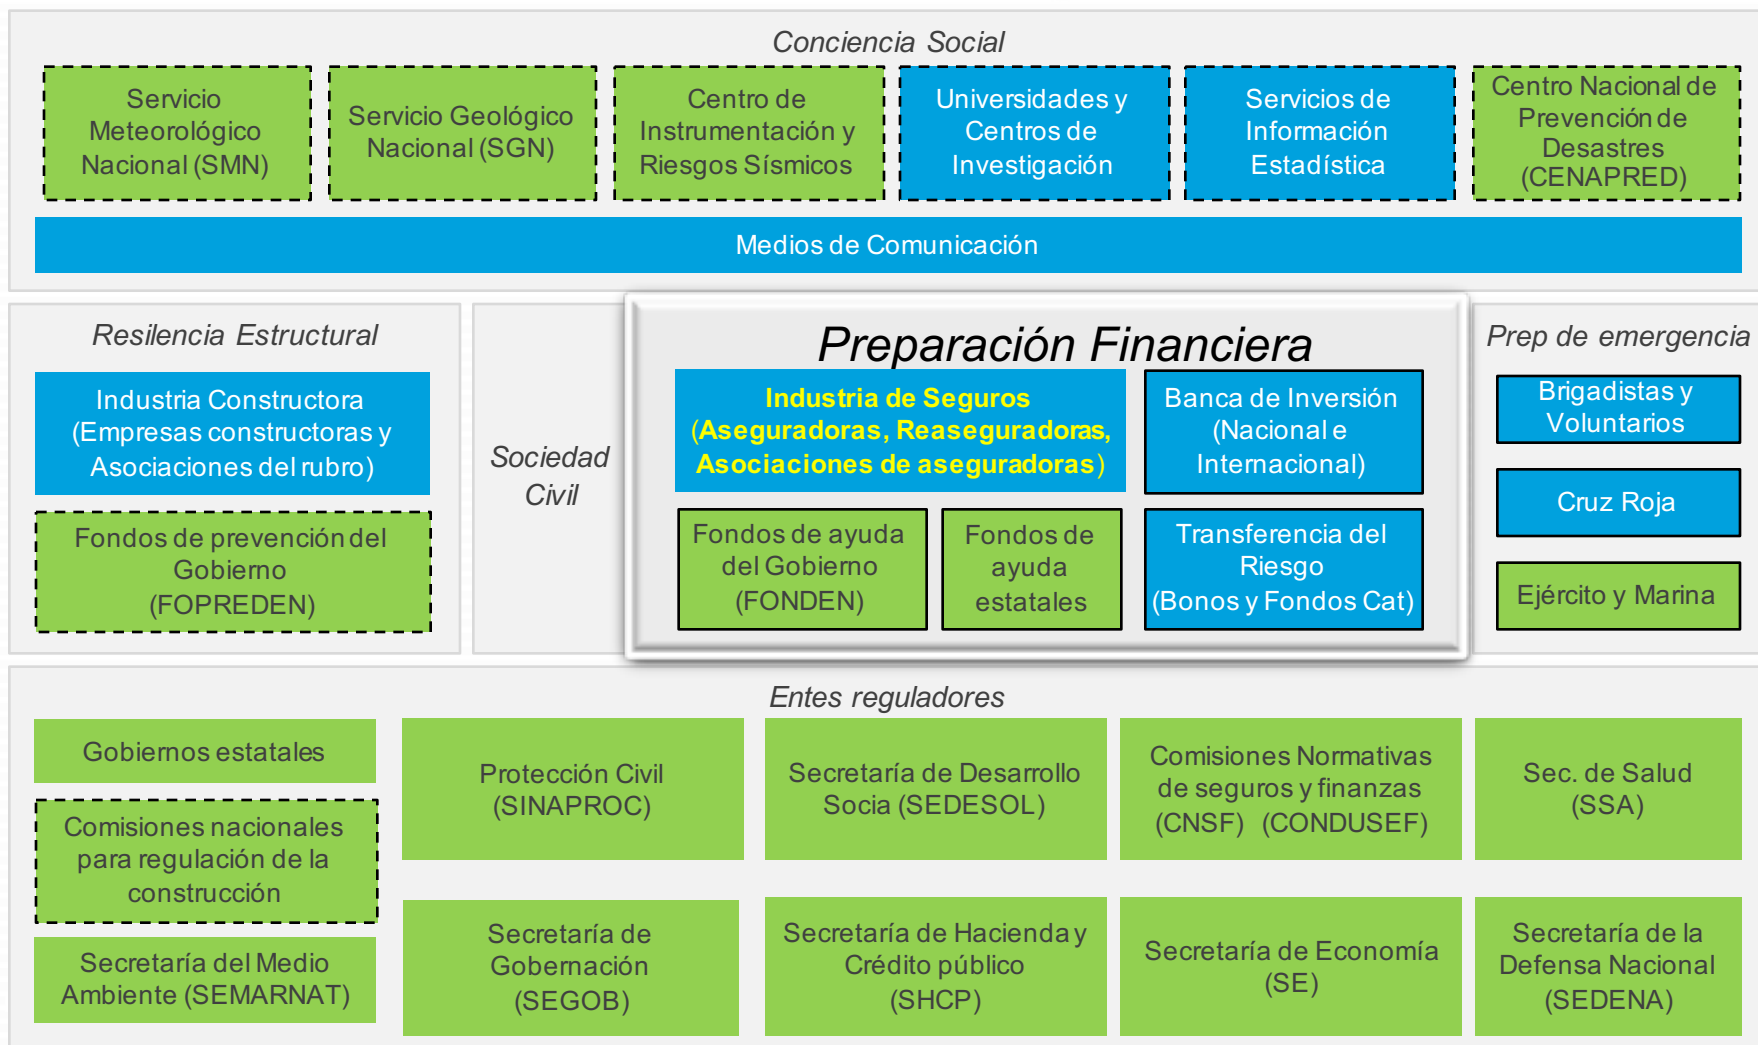 Conciencia Social
Servicio
Meteorológico
Nacional (SMN)
Servicio Geológico
Nacional (SGN)
Centro de
Instrumentación y
Riesgos Sísmicos
Universidades y
Centros de
Investigación
Servicios de
Información
Estadística
Centro Nacional de
Prevención de
Desastres
(CENAPRED)
Medios de Comunicación
Resilencia Estructural
Industria Constructora
(Empresas constructoras y
Asociaciones del rubro)
Fondos de prevención del
Gobierno
(FOPREDEN)
Sociedad
Civil
Preparación Financiera
Industria de Seguros
(Aseguradoras, Reaseguradoras,
Asociaciones de aseguradoras)
Banca de Inversión
(Nacional e
Internacional)
Fondos de ayuda
del Gobierno
(FONDEN)
Fondos de
ayuda
estatales
Transferencia del
Riesgo
(Bonos y Fondos Cat)
Prep de emergencia
Brigadistas y
Voluntarios
Cruz Roja
Ejército y Marina
Entes reguladores
Gobiernos estatales
Comisiones nacionales
para regulación de la
construcción
Secretaría del Medio
Ambiente (SEMARNAT)
Protección Civil
(SINAPROC)
Secretaría de Desarrollo
Socia (SEDESOL)
Comisiones Normativas
de seguros y finanzas
(CNSF) (CONDUSEF)
Sec. de Salud
(SSA)
Secretaría de
Gobernación
(SEGOB)
Secretaría de Hacienda y
Crédito público
(SHCP)
Secretaría de Economía
(SE)
Secretaría de la
Defensa Nacional
(SEDENA)